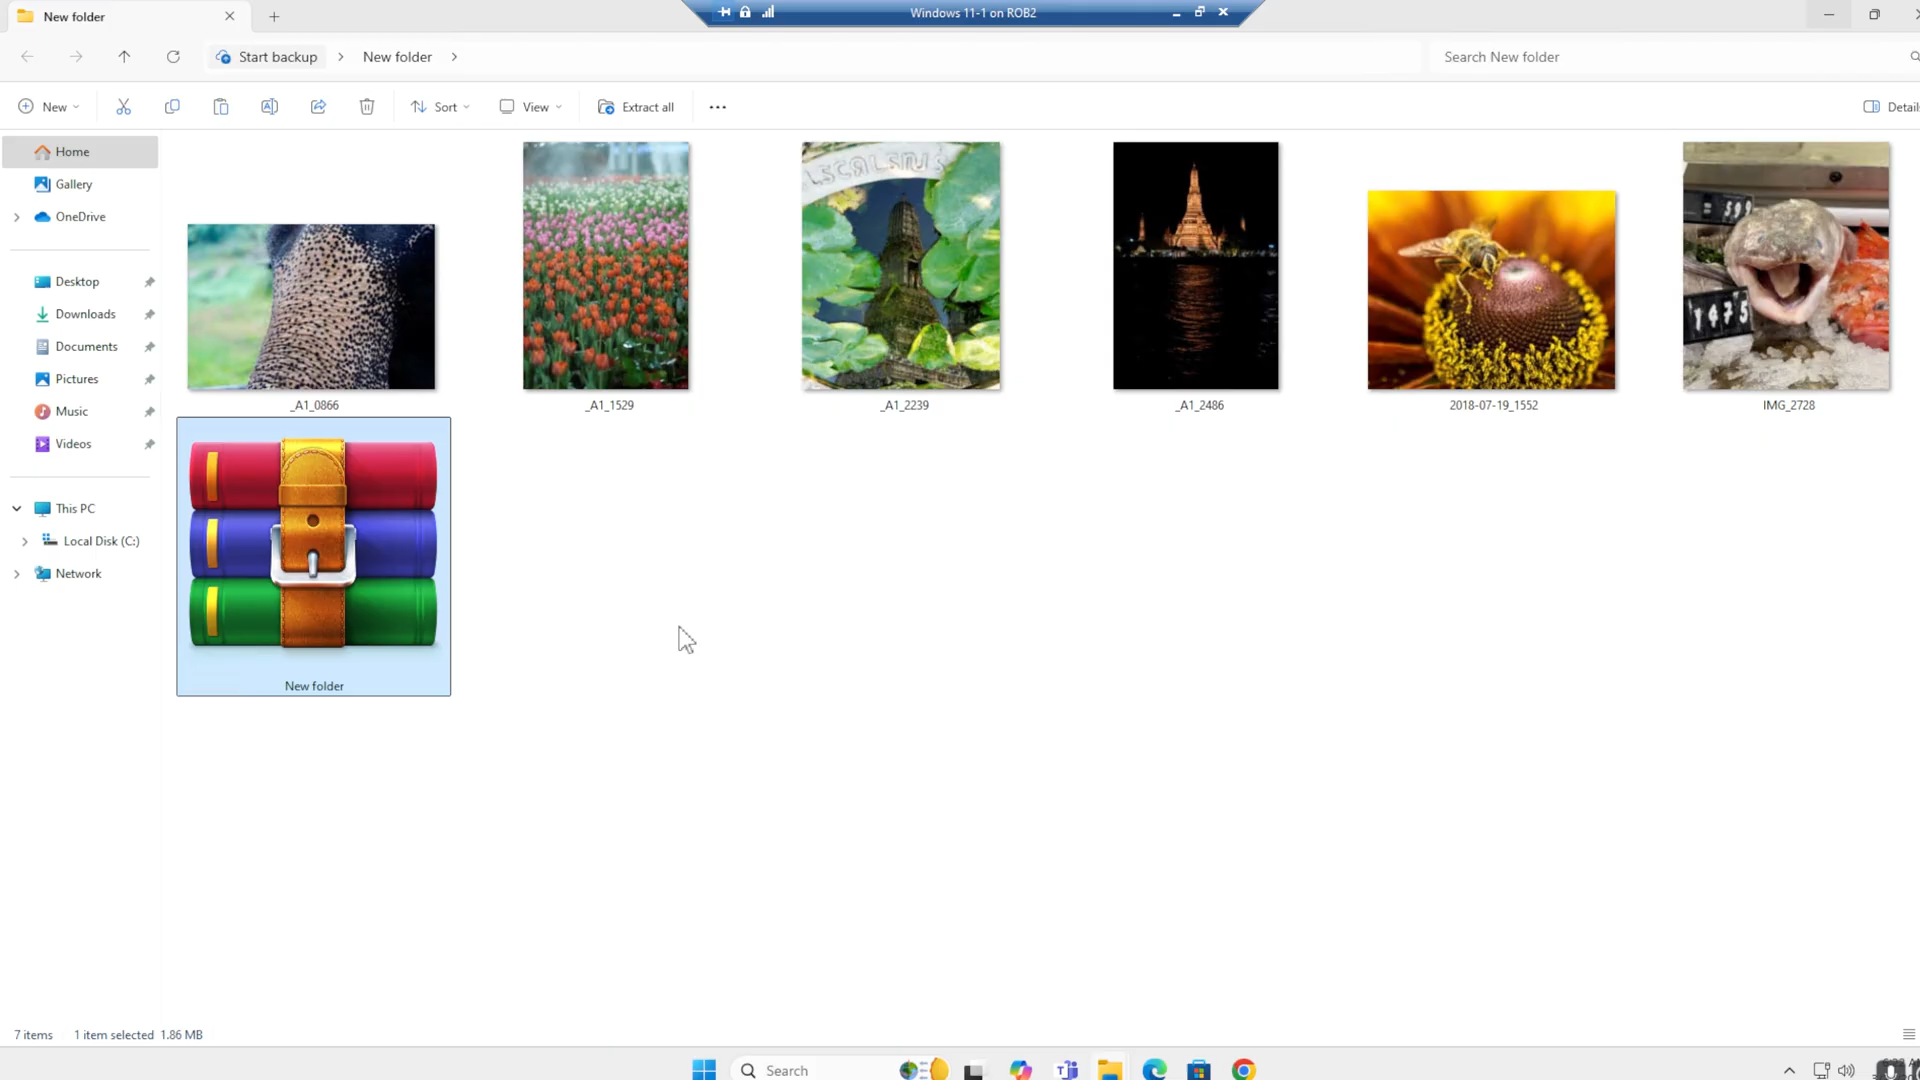 New folder
Windows 11-1 on ROB2
Start backup
New folder
Search New folder
New
Sort
View
Extract all
Home
Gallery
OneDrive
Desktop
Downloads
Documents
Pictures
Music
Videos
This PC
Local Disk (C:)
Network
599
1475
_A1_0866
_A1_1529
_A1_2239
_A1_2486
2018-07-19_1552
IMG_2728
New folder
7 items
1 item selected 1.86 MB
Search